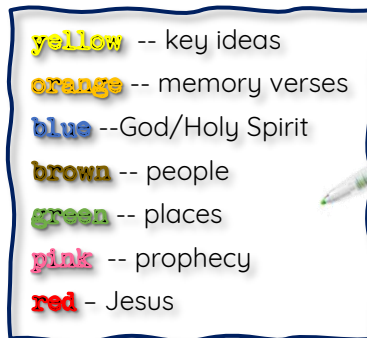 yellow -- key ideas
orange -- memory verses
blue --God/Holy Spirit
brown -- people
green -- places
pink -- prophecy
red – Jesus